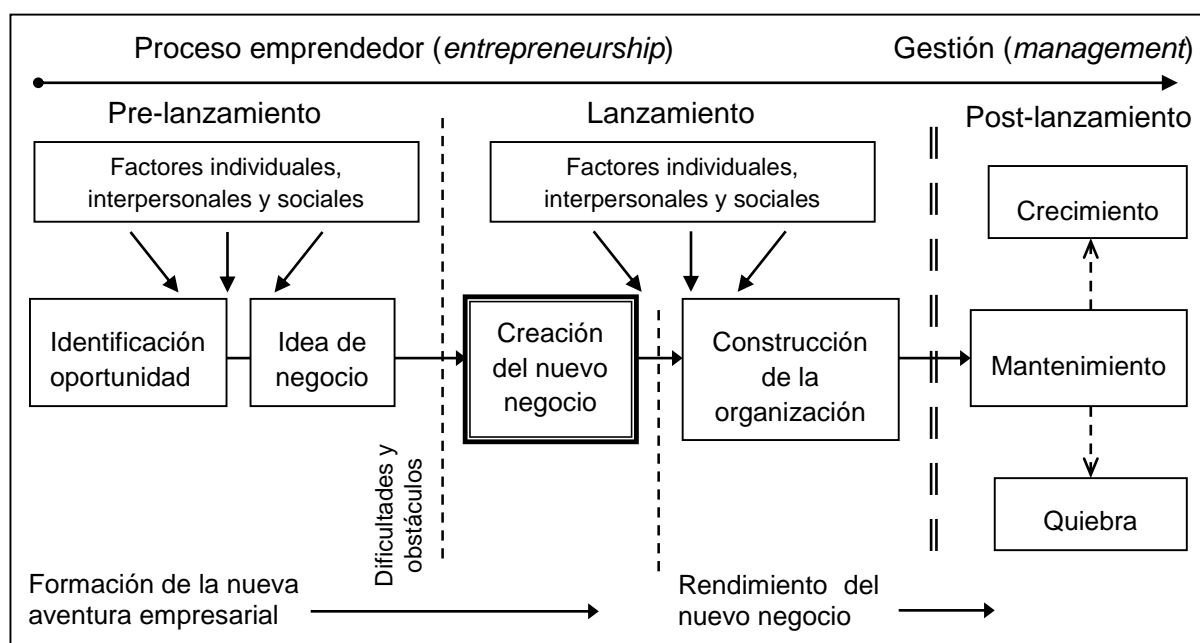 Proceso emprendedor (entrepreneurship)
Gestión (management)
Pre-lanzamiento
Lanzamiento
Post-lanzamiento
Factores individuales,
interpersonales y sociales
Factores individuales,
interpersonales y sociales
Crecimiento
Identificación
oportunidad
Idea de
negocio
Creación
del nuevo
negocio
Construcción
de la
organización
Mantenimiento
Dificultades y
obstáculos
Quiebra
Formación de la nueva
aventura empresarial
Rendimiento del
nuevo negocio